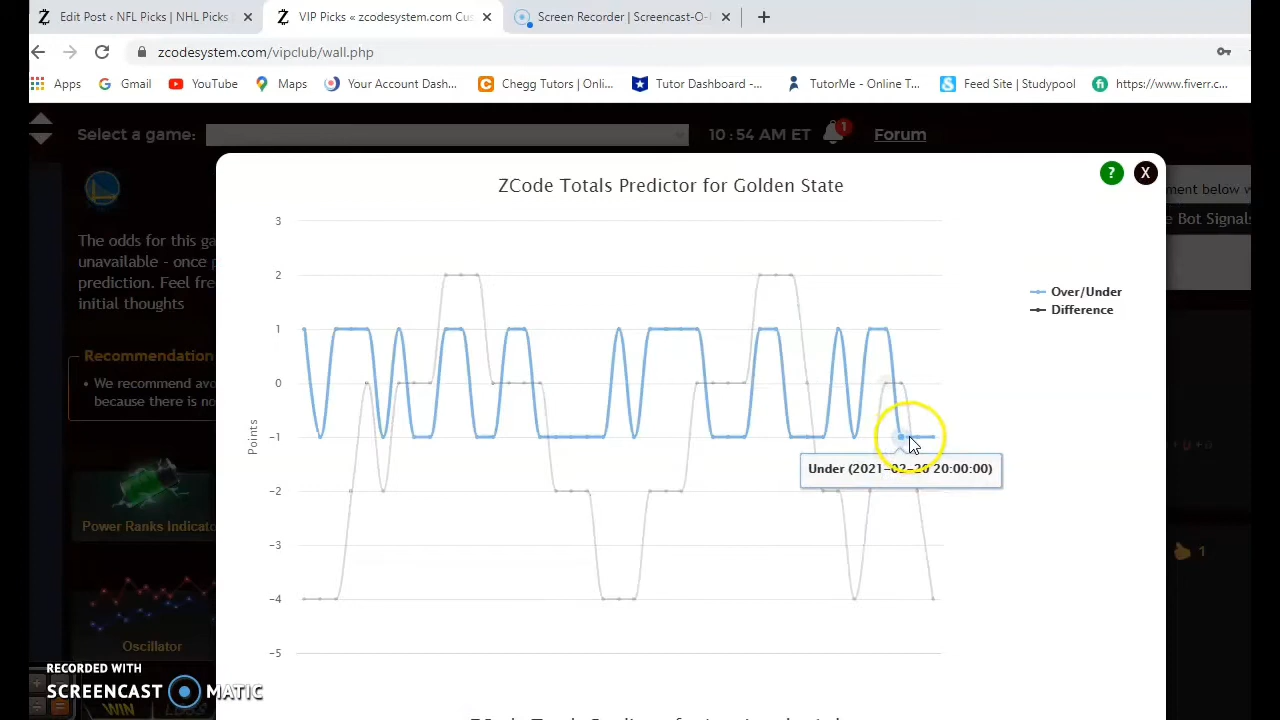 Edit Post ‹ NFL Picks | NHL Picks
VIP Picks « zcodesystem.com Cus
Screen Recorder | Screencast-O-
zcodesystem.com/vipclub/wall.php
Apps
Gmail
YouTube
Maps
Your Account Dash...
Chegg Tutors | Onli...
Tutor Dashboard -...
TutorMe - Online T...
Feed Site | Studypool
https://www.fiverr.c...
Select a game:
10:54 AM ET
1
Forum
? X
ZCode Totals Predictor for Golden State
ment below w
e Bot Signals
The odds for this ga
unavailable - once p
prediction. Feel fre
initial thoughts
Recommendation
• We recommend avo
because there is no
3
2
1
0
-1
-2
-3
-4
-5
Points
Over/Under
Difference
Under (2021-02-20 20:00:00)
Power Ranks Indicato
Oscillator
1
RECORDED WITH
SCREENCAST MATIC
WIN